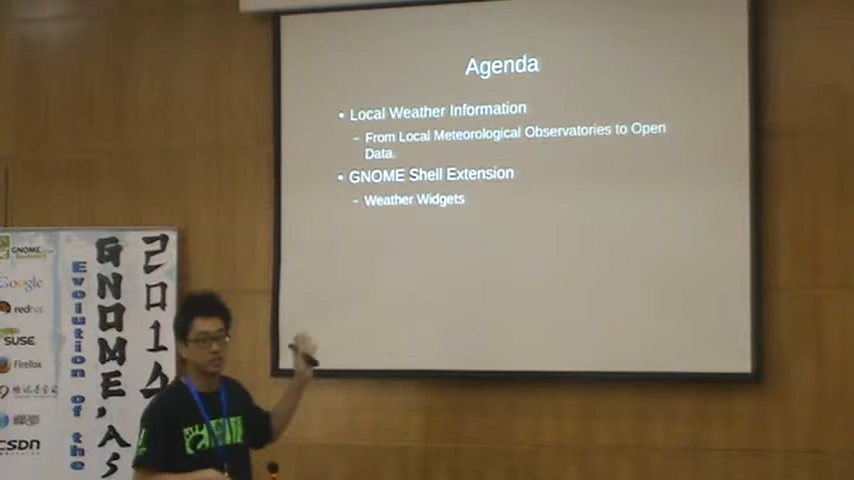 Agenda
• Local Weather Information
– From Local Meteorological Observatories to Open
Data.
• GNOME Shell Extension
– Weather Widgets
GNOME
Google
redhat
SUSE
Firefox
CSDN
Evolution of the
GNOME,As
2014